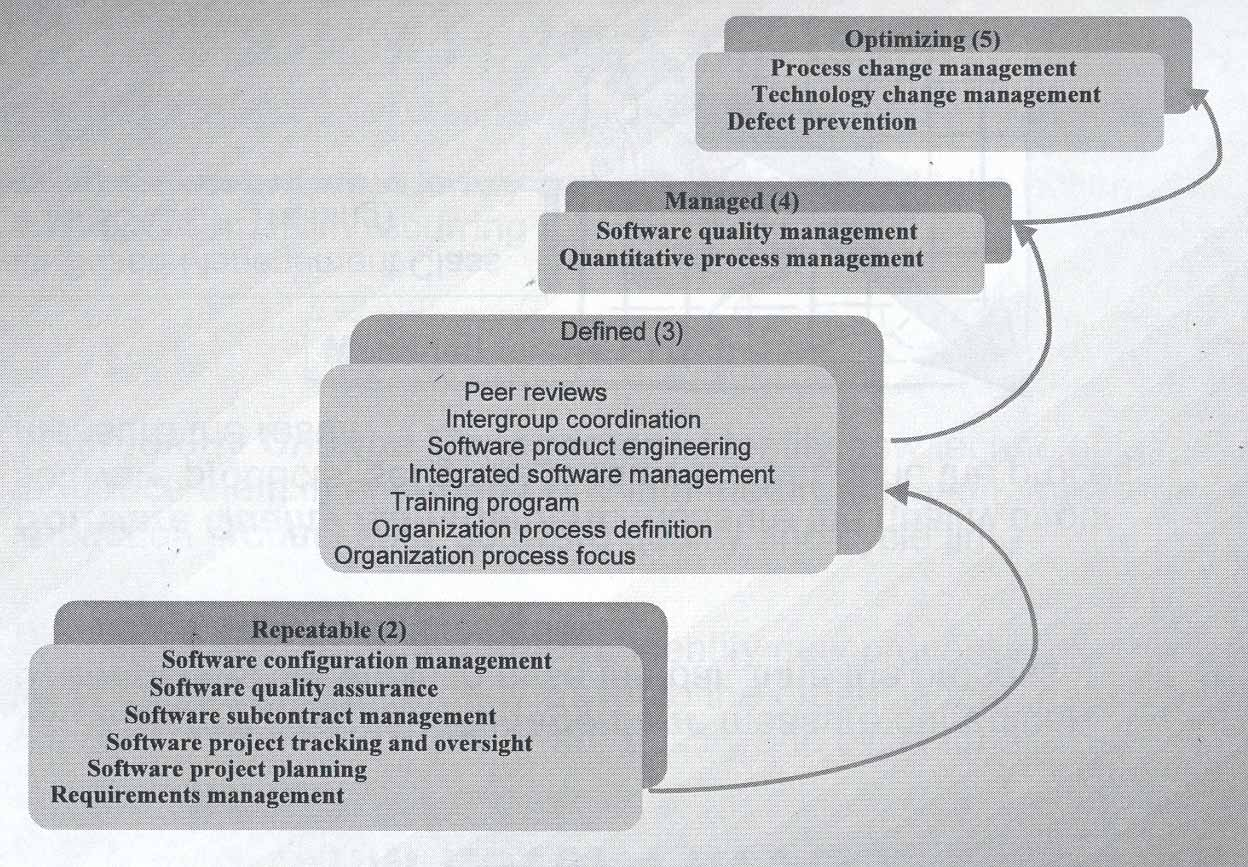 Optimizing (5)
Process change management
Technology change management
Defect prevention
Managed (4)
Software quality management
Quantitative process management
Defined (3)
Peer reviews
Intergroup coordination
Software product engineering
Integrated software management
Training program
Organization process definition
Organization process focus
Repeatable (2)
Software configuration management
Software quality assurance
Software subcontract management
Software project tracking and oversight
Software project planning
Requirements management